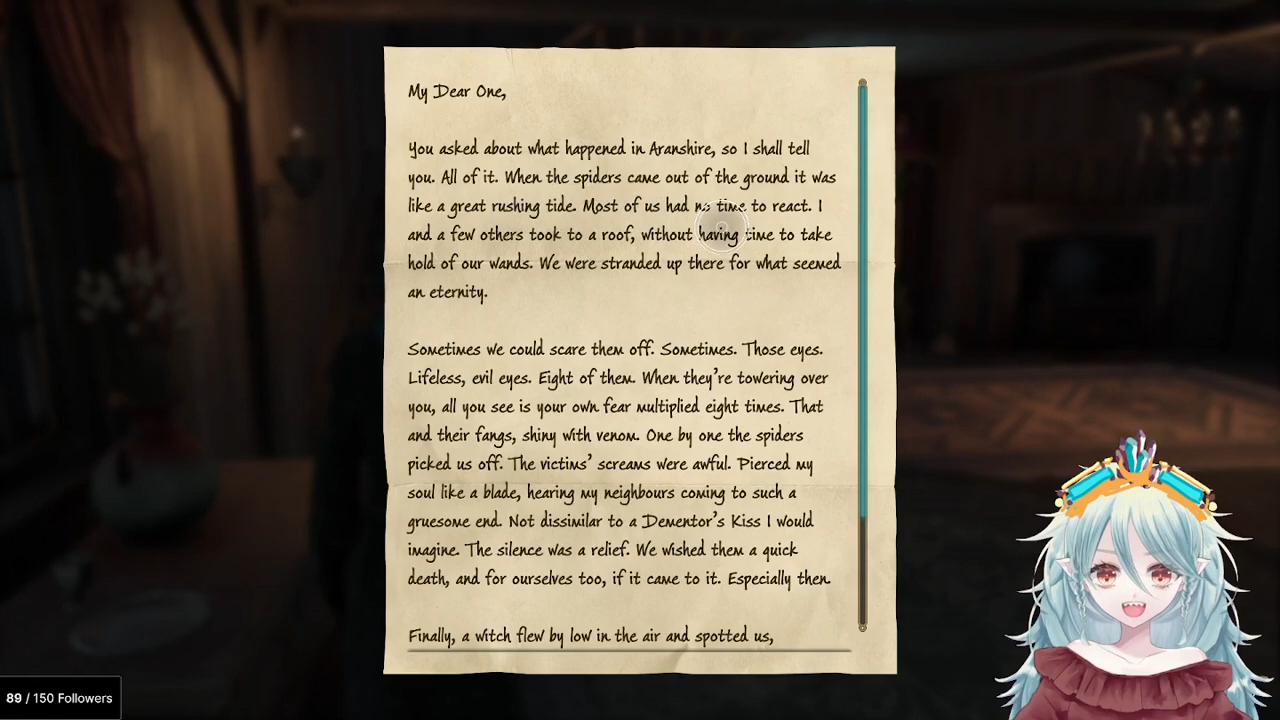 My Dear One,
You asked about what happened in Aranshire, so I shall tell
you. All of it. When the spiders came out of the ground it was
like a great rushing tide. Most of us had no time to react. I
and a few others took to a roof, without having time to take
hold of our wands. We were stranded up there for what seemed
an eternity.
Sometimes we could scare them off. Sometimes. Those eyes.
Lifeless, evil eyes. Eight of them. When they're towering over
you, all you see is your own fear multiplied eight times. That
and their fangs, shiny with venom. One by one the spiders
picked us off. The victims' screams were awful. Pierced my
soul like a blade, hearing my neighbours coming to such a
gruesome end. Not dissimilar to a Dementor's Kiss I would
imagine. The silence was a relief. We wished them a quick
death, and for ourselves too, if it came to it. Especially then.
Finally, a witch flew by low in the air and spotted us,
89 / 150 Followers